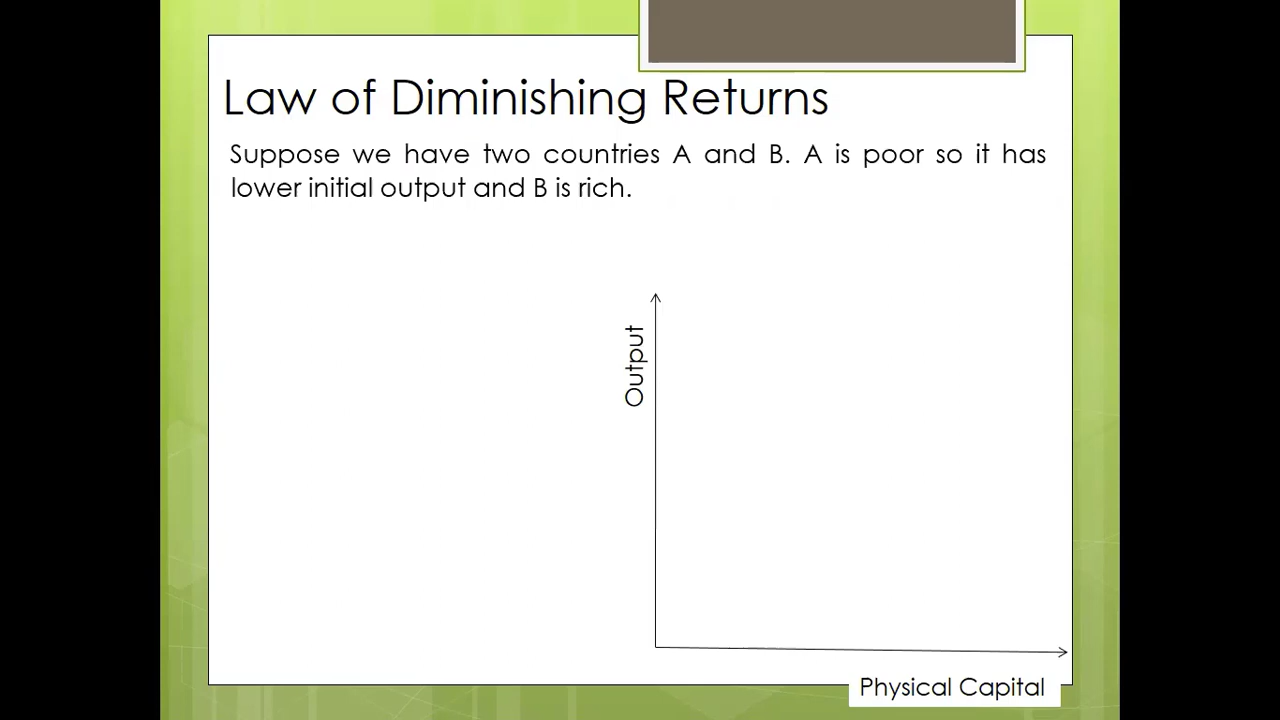 Law of Diminishing Returns
Suppose we have two countries A and B. A is poor so it has
lower initial output and B is rich.
Output
Physical Capital